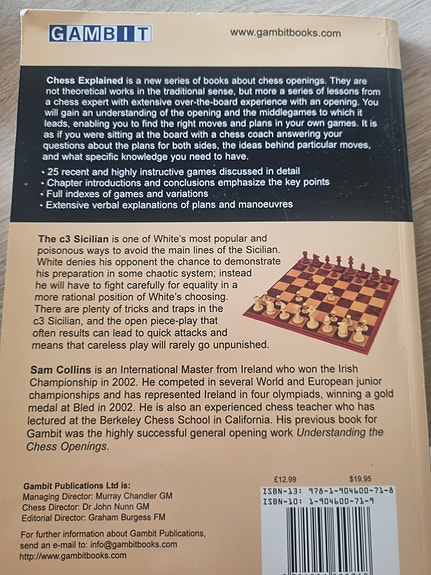 GAMBIT
www.gambitbooks.com
Chess Explained is a new series of books about chess openings. They are
not theoretical works in the traditional sense, but more a series of lessons from
a chess expert with extensive over-the-board experience with an opening. You
will gain an understanding of the opening and the middlegames to which it
leads, enabling you to find the right moves and plans in your own games. It is
as if you were sitting at the board with a chess coach answering your
questions about the plans for both sides, the ideas behind particular moves,
and what specific knowledge you need to have.
- 25 recent and highly instructive games discussed in detail
- Chapter introductions and conclusions emphasize the key points
- Full indexes of games and variations
- Extensive verbal explanations of plans and manoeuvres
The c3 Sicilian is one of White's most popular and
poisonous ways to avoid the main lines of the Sicilian.
White denies his opponent the chance to demonstrate
his preparation in some chaotic system; instead
he will have to fight carefully for equality in a
more rational position of White's choosing.
There are plenty of tricks and traps in the
c3 Sicilian, and the open piece-play that
often results can lead to quick attacks and
means that careless play will rarely go unpunished.
Sam Collins is an International Master from Ireland who won the Irish
Championship in 2002. He competed in several World and European junior
championships and has represented Ireland in four olympiads, winning a gold
medal at Bled in 2002. He is also an experienced chess teacher who has
lectured at the Berkeley Chess School in California. His previous book for
Gambit was the highly successful general opening work Understanding the
Chess Openings.
Gambit Publications Ltd is:
Managing Director: Murray Chandler GM
Chess Director: Dr John Nunn GM
Editorial Director: Graham Burgess FM
For further information about Gambit Publications,
send an e-mail to: info@gambitbooks.com
http://www.gambitbooks.com
£12.99 $19.95
ISBN-13: 978-1-904600-71-8
ISBN-10: 1-904600-71-9